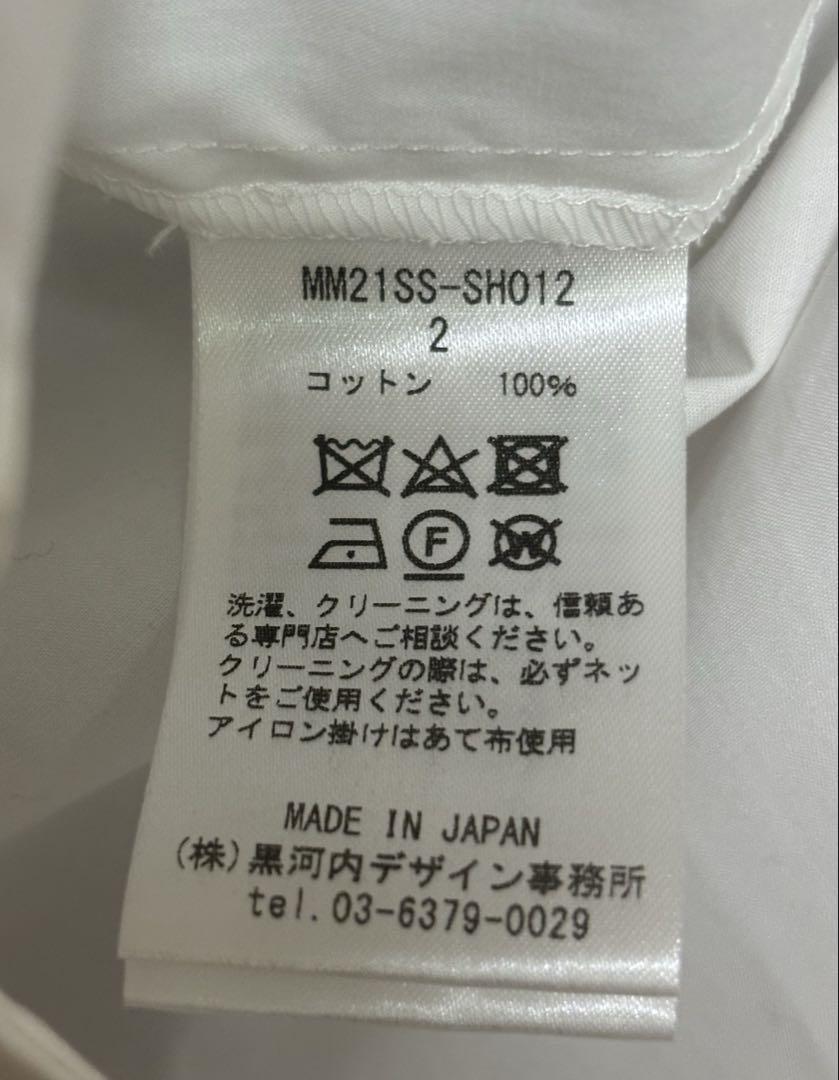 MM21SS-SH012
2
コットン 100%
F
W
洗濯、クリーニングは、信頼あ
る専門店へご相談ください。
クリーニングの際は、必ずネッ
トをご使用ください。
アイロン掛けはあて布使用
MADE IN JAPAN
(株)黒河内デザイン事務所
tel.03-6379-0029